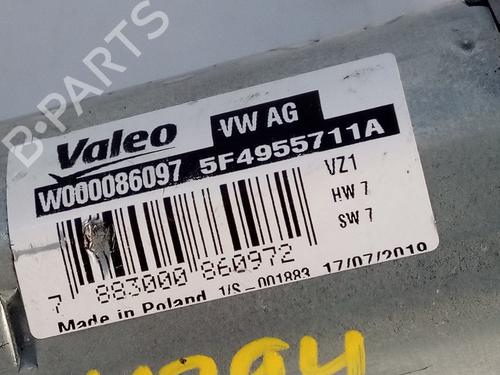 B-PARTS
Valeo VW AG
W000086097 5F4955711A
VZ1
HW 7
SW 7
7 883000 860972
Made in Poland 1/S-001883 17/07/2019